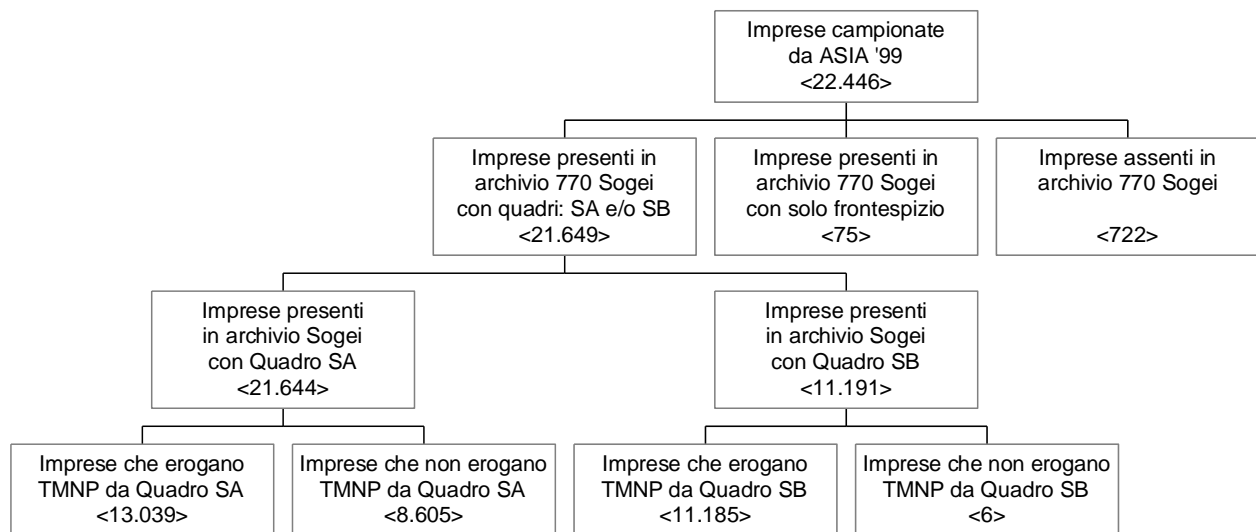 Imprese campionate
da ASIA '99
<22.446>
Imprese presenti in
archivio 770 Sogei
con quadri: SA e/o SB
<21.649>
Imprese presenti in
archivio 770 Sogei
con solo frontespizio
<75>
Imprese assenti in
archivio 770 Sogei
<722>
Imprese presenti
in archivio Sogei
con Quadro SA
<21.644>
Imprese presenti
in archivio Sogei
con Quadro SB
<11.191>
Imprese che erogano
TMNP da Quadro SA
<13.039>
Imprese che non erogano
TMNP da Quadro SA
<8.605>
Imprese che erogano
TMNP da Quadro SB
<11.185>
Imprese che non erogano
TMNP da Quadro SB
<6>